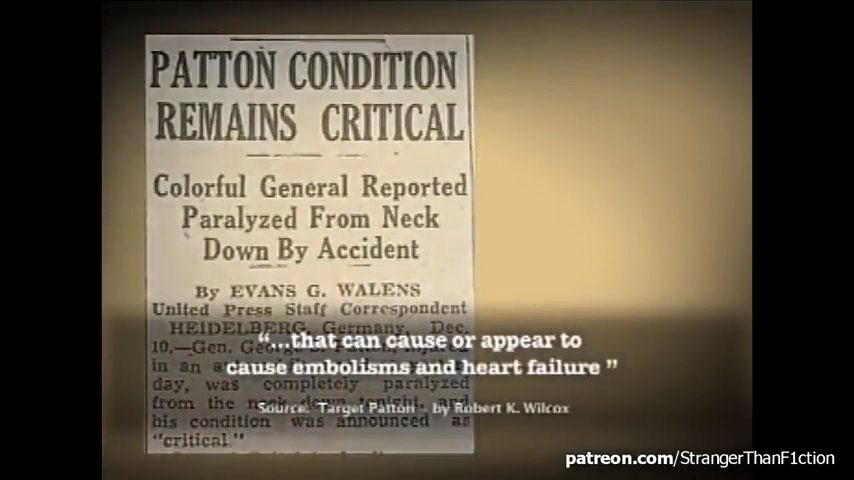 PATTON CONDITION
REMAINS CRITICAL
Colorful General Reported
Paralyzed From Neck
Down By Accident
By EVANS G. WALENS
United Press Staff Correspondent
HEIDELBERG, Germany, Dec.
10.—Gen. George
in an
day, was completely paralyzed
from the neck down tonight, and
his condition was announced as
"critical."
“...that can cause or appear to
cause embolisms and heart failure ”
Source: "Target Patton" - by Robert K. Wilcox
patreon.com/StrangerThanF1ction